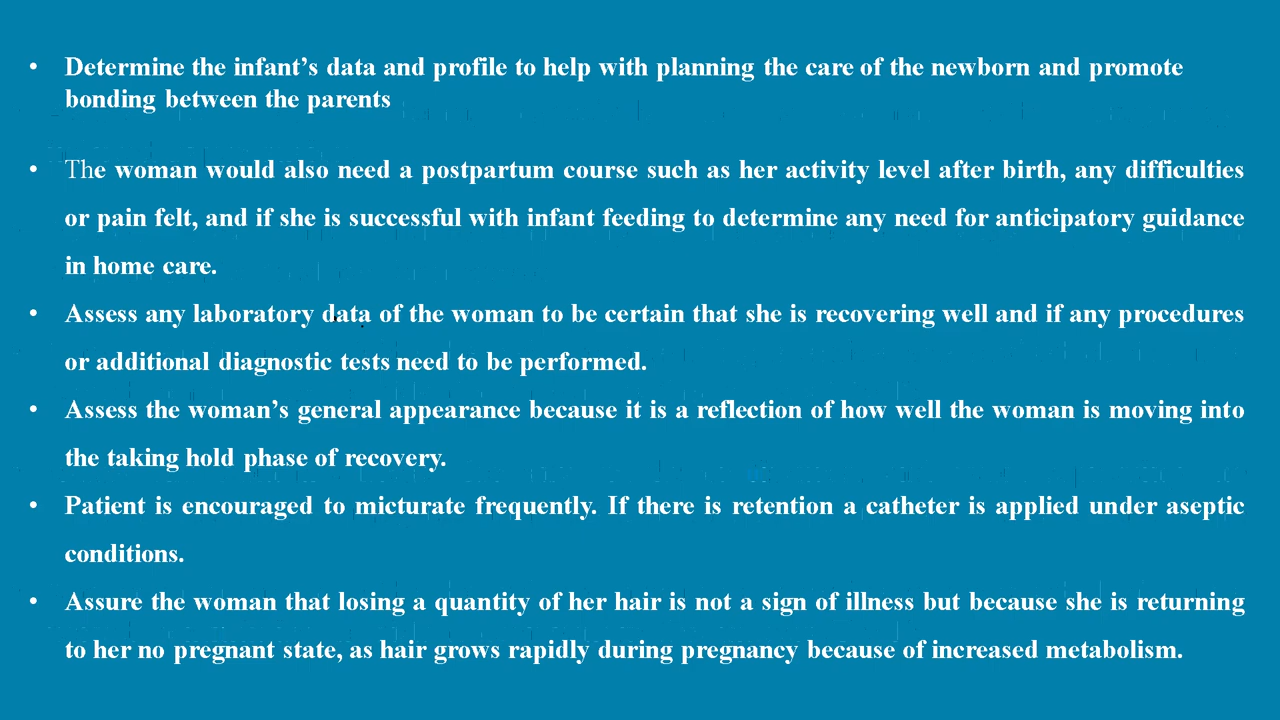 • Determine the infant’s data and profile to help with planning the care of the newborn and promote
bonding between the parents
• The woman would also need a postpartum course such as her activity level after birth, any difficulties
or pain felt, and if she is successful with infant feeding to determine any need for anticipatory guidance
in home care.
• Assess any laboratory data of the woman to be certain that she is recovering well and if any procedures
or additional diagnostic tests need to be performed.
• Assess the woman’s general appearance because it is a reflection of how well the woman is moving into
the taking hold phase of recovery.
• Patient is encouraged to micturate frequently. If there is retention a catheter is applied under aseptic
conditions.
• Assure the woman that losing a quantity of her hair is not a sign of illness but because she is returning
to her no pregnant state, as hair grows rapidly during pregnancy because of increased metabolism.